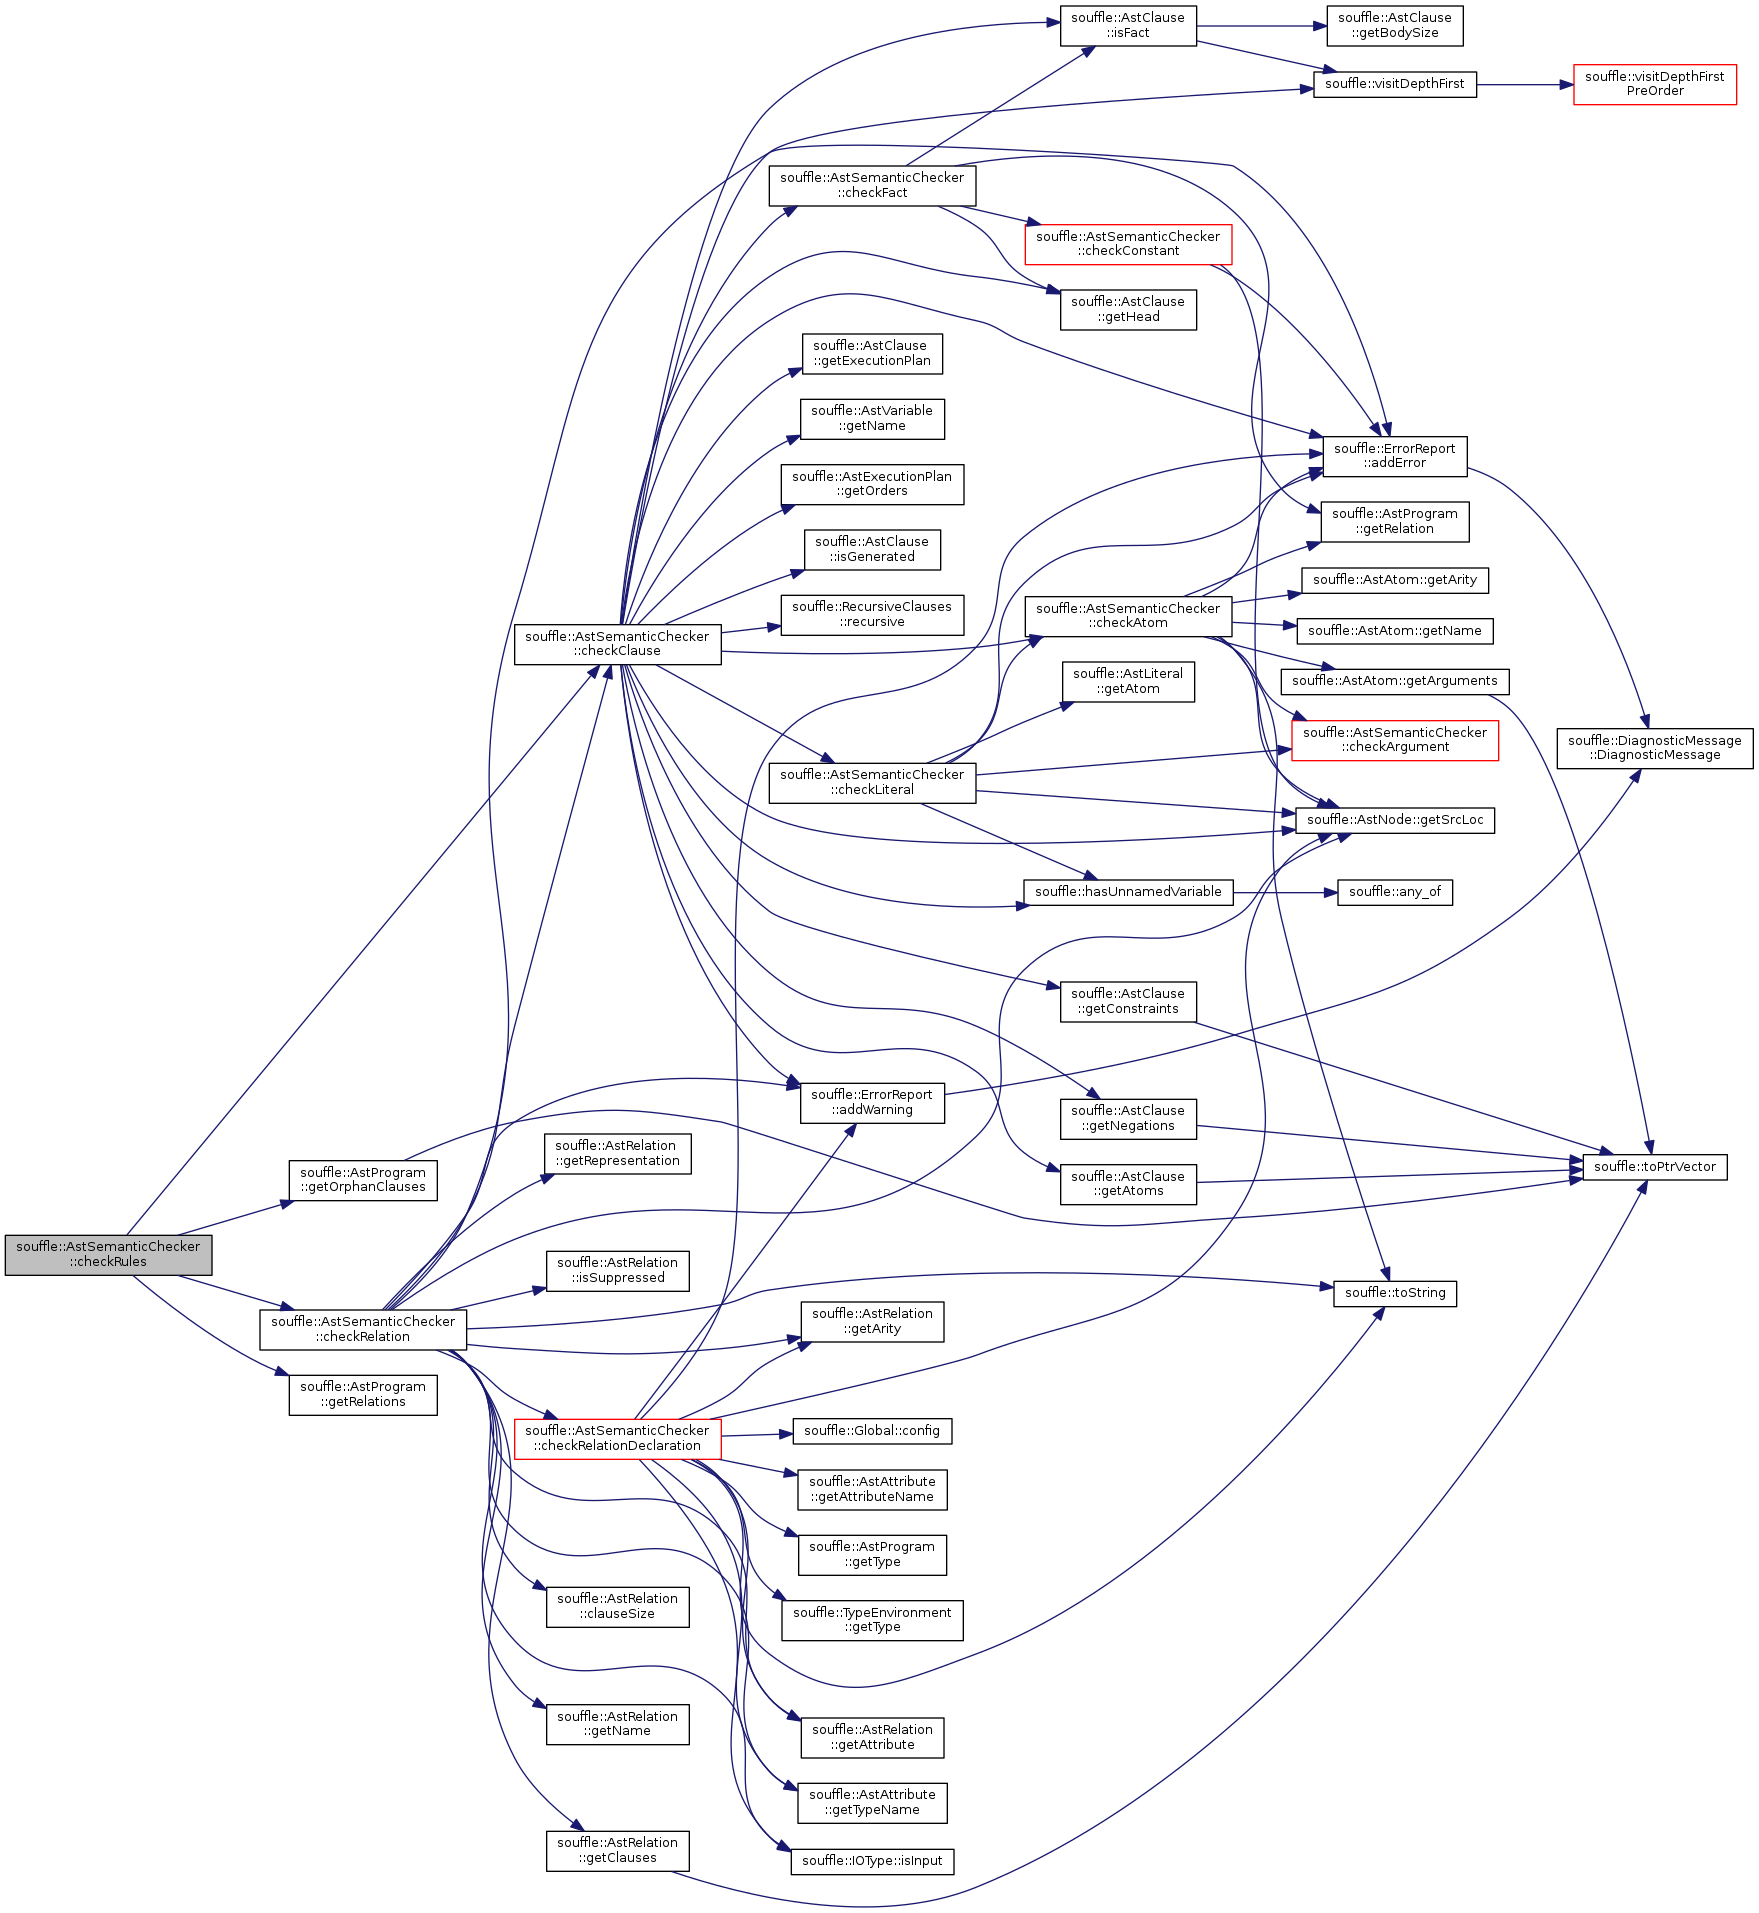 souffle::AstClause
::isFact
souffle::AstClause
::getBodySize
souffle::visitDepthFirst
souffle::visitDepthFirst
PreOrder
souffle::AstSemanticChecker
::checkFact
souffle::AstSemanticChecker
::checkConstant
souffle::AstClause
::getHead
souffle::AstClause
::getExecutionPlan
souffle::AstVariable
::getName
souffle::ErrorReport
::addError
souffle::AstExecutionPlan
::getOrders
souffle::AstProgram
::getRelation
souffle::AstClause
::isGenerated
souffle::AstAtom::getArity
souffle::RecursiveClauses
::recursive
souffle::AstSemanticChecker
::checkAtom
souffle::AstAtom::getName
souffle::AstSemanticChecker
::checkClause
souffle::AstLiteral
::getAtom
souffle::AstAtom::getArguments
souffle::AstSemanticChecker
::checkArgument
souffle::DiagnosticMessage
::DiagnosticMessage
souffle::AstSemanticChecker
::checkLiteral
souffle::AstNode::getSrcLoc
souffle::hasUnnamedVariable
souffle::any_of
souffle::AstClause
::getConstraints
souffle::ErrorReport
::addWarning
souffle::AstClause
::getNegations
souffle::AstRelation
::getRepresentation
souffle::toPtrVector
souffle::AstProgram
::getOrphanClauses
souffle::AstClause
::getAtoms
souffle::AstSemanticChecker
::checkRules
souffle::AstRelation
::isSuppressed
souffle::toString
souffle::AstSemanticChecker
::checkRelation
souffle::AstRelation
::getArity
souffle::AstProgram
::getRelations
souffle::AstSemanticChecker
::checkRelationDeclaration
souffle::Global::config
souffle::AstAttribute
::getAttributeName
souffle::AstProgram
::getType
souffle::AstRelation
::clauseSize
souffle::TypeEnvironment
::getType
souffle::AstRelation
::getName
souffle::AstRelation
::getAttribute
souffle::AstAttribute
::getTypeName
souffle::AstRelation
::getClauses
souffle::IOType::isInput